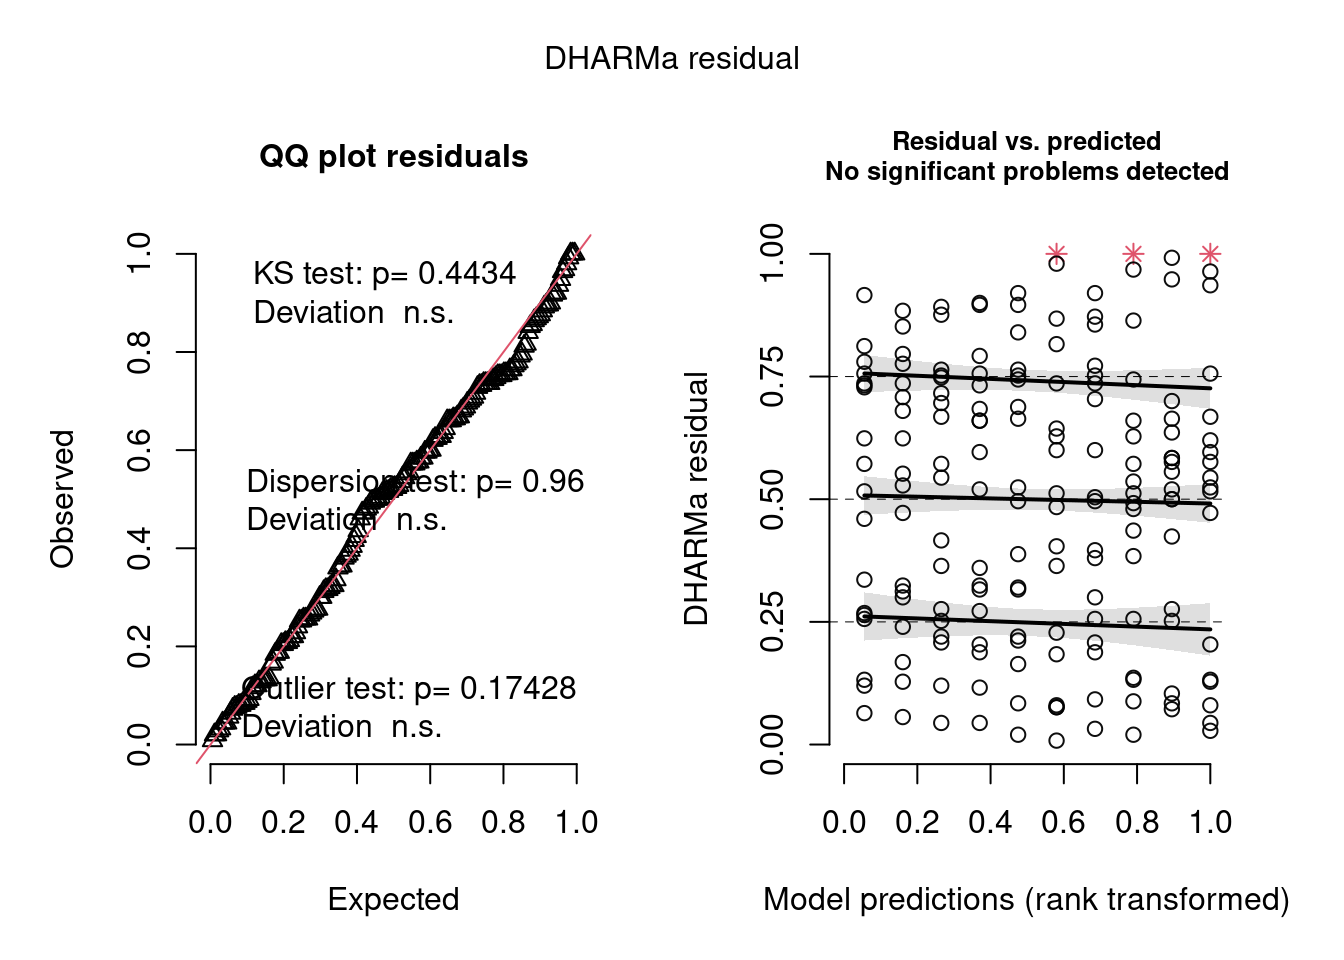 DHARMa residual
QQ plot residuals
KS test: p= 0.4434
Deviation  n.s.
Dispersion test: p= 0.96
Deviation  n.s.
Outlier test: p= 0.17428
Deviation  n.s.
Observed
0.0 0.2 0.4 0.6 0.8 1.0
0.0 0.2 0.4 0.6 0.8 1.0
Expected
Residual vs. predicted
No significant problems detected
DHARMa residual
0.00 0.25 0.50 0.75 1.00
0.0 0.2 0.4 0.6 0.8 1.0
Model predictions (rank transformed)